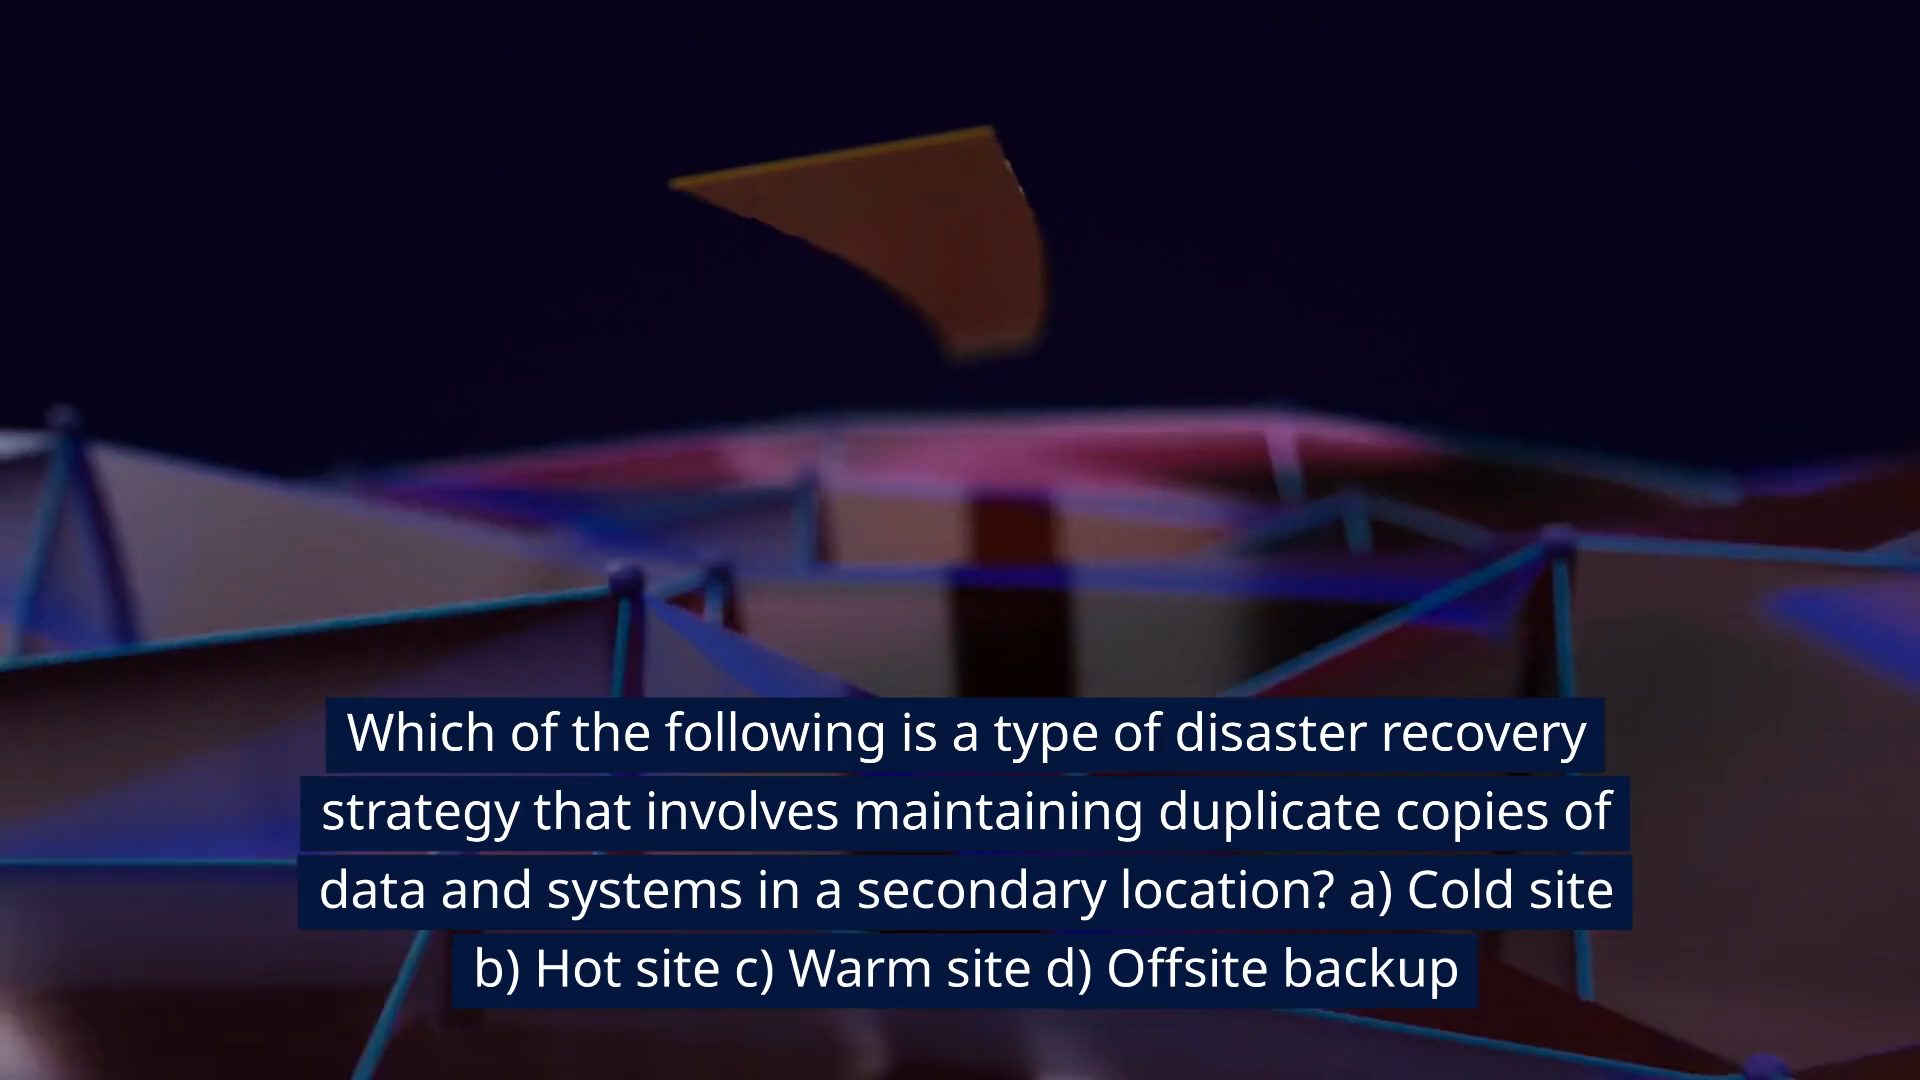 Which of the following is a type of disaster recovery
strategy that involves maintaining duplicate copies of
data and systems in a secondary location? a) Cold site
b) Hot site c) Warm site d) Offsite backup